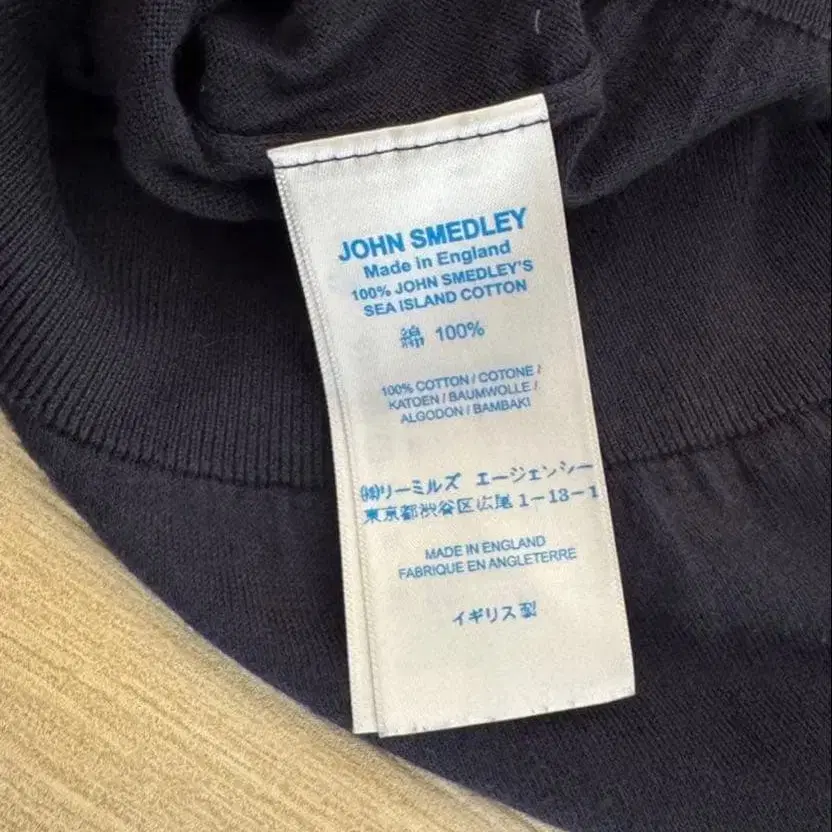 JOHN SMEDLEY
Made in England
100% JOHN SMEDLEY'S
SEA ISLAND COTTON
綿 100%
100% COTTON / COTONE /
KATOEN / BAUMWOLLE /
ALGODON / BAMBAKI
㈱リーミルズ エージェンシー
東京都渋谷区広尾 1-13-1
MADE IN ENGLAND
FABRIQUE EN ANGLETERRE
イギリス製